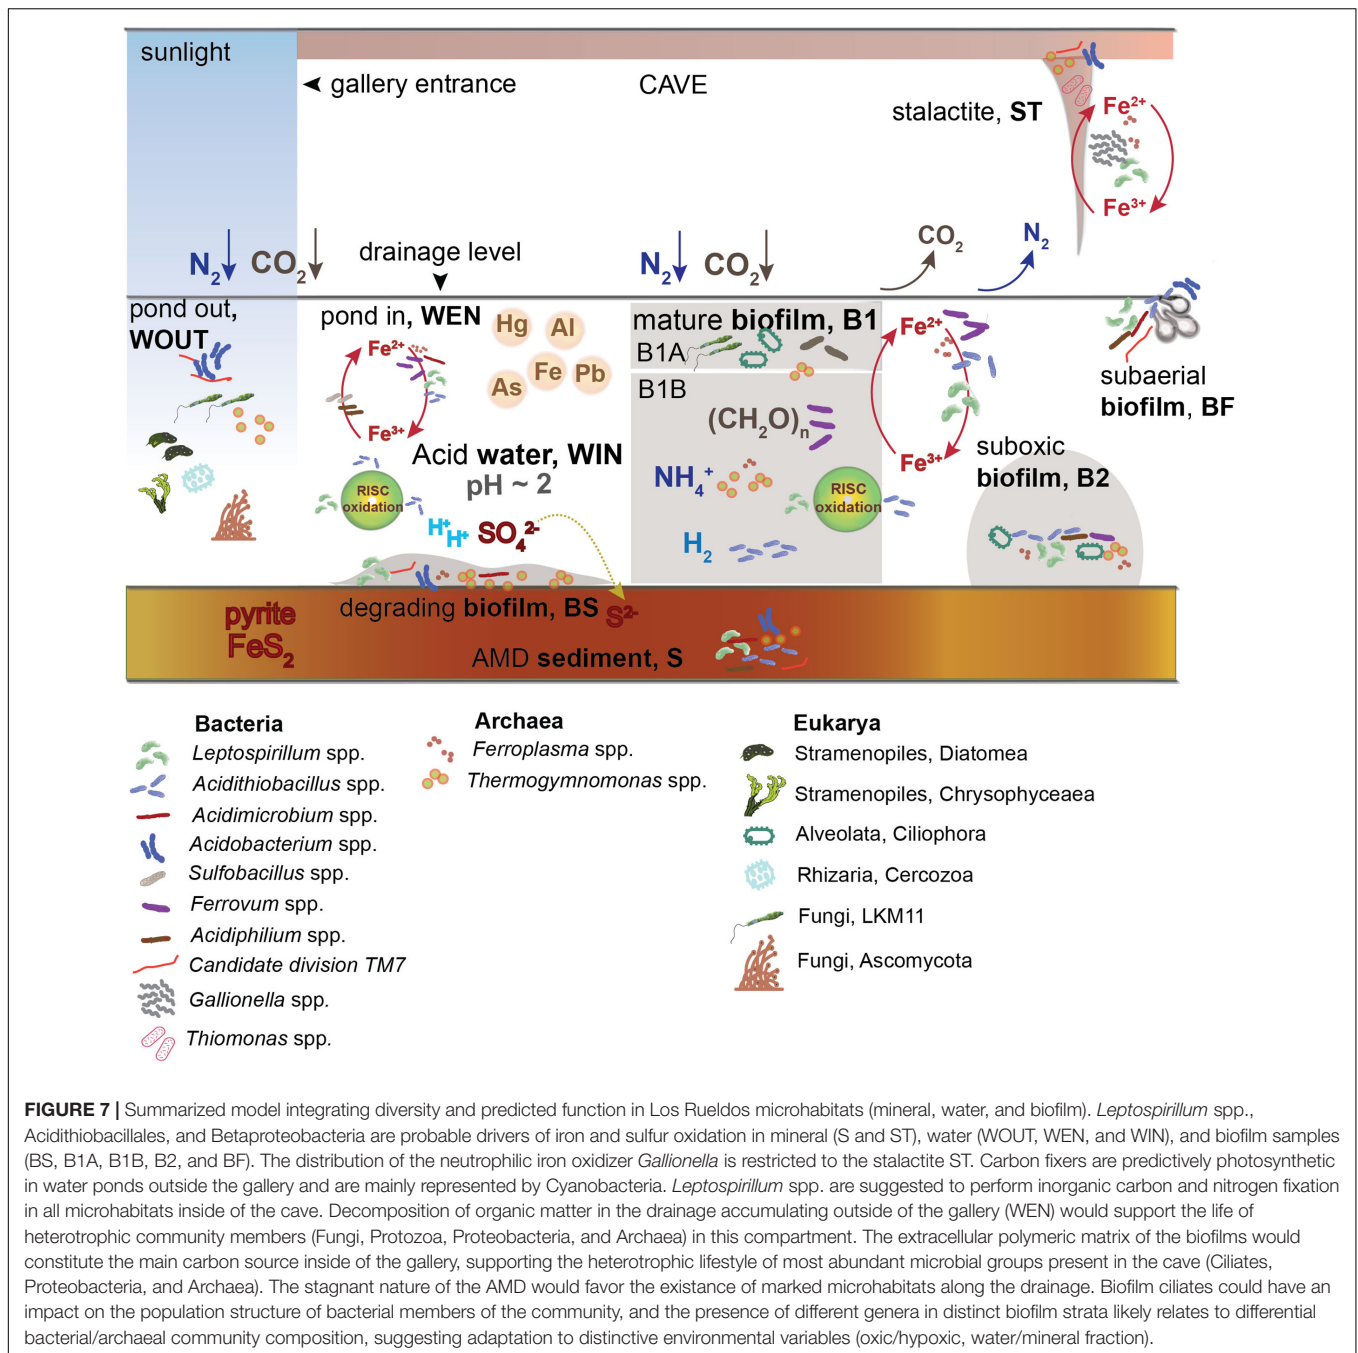 sunlight
gallery entrance
CAVE
stalactite, ST
Fe²⁺
Fe³⁺
N₂
CO₂
drainage level
N₂
CO₂
CO₂
N₂
pond out,
WOUT
pond in, WEN
Fe²⁺
Fe³⁺
Hg
Al
As
Fe
Pb
Acid water, WIN
pH ~ 2
RISC
oxidation
H⁺
H⁺
SO₄²⁻
mature biofilm, B1
B1A
B1B
(CH₂O)ₙ
NH₄⁺
H₂
RISC
oxidation
Fe²⁺
Fe³⁺
subaerial
biofilm, BF
suboxic
biofilm, B2
degrading biofilm, BS
S²⁻
pyrite
FeS₂
AMD sediment, S
Bacteria
Leptospirillum spp.
Acidithiobacillus spp.
Acidimicrobium spp.
Acidobacterium spp.
Sulfobacillus spp.
Ferrovum spp.
Acidiphilium spp.
Candidate division TM7
Gallionella spp.
Thiomonas spp.
Archaea
Ferroplasma spp.
Thermogymnomonas spp.
Eukarya
Stramenopiles, Diatomea
Stramenopiles, Chrysophyceaea
Alveolata, Ciliophora
Rhizaria, Cercozoa
Fungi, LKM11
Fungi, Ascomycota
FIGURE 7 | Summarized model integrating diversity and predicted function in Los Rueldos microhabitats (mineral, water, and biofilm). Leptospirillum spp.,
Acidithiobacillales, and Betaproteobacteria are probable drivers of iron and sulfur oxidation in mineral (S and ST), water (WOUT, WEN, and WIN), and biofilm samples
(BS, B1A, B1B, B2, and BF). The distribution of the neutrophilic iron oxidizer Gallionella is restricted to the stalactite ST. Carbon fixers are predictively photosynthetic
in water ponds outside the gallery and are mainly represented by Cyanobacteria. Leptospirillum spp. are suggested to perform inorganic carbon and nitrogen fixation
in all microhabitats inside of the cave. Decomposition of organic matter in the drainage accumulating outside of the gallery (WEN) would support the life of
heterotrophic community members (Fungi, Protozoa, Proteobacteria, and Archaea) in this compartment. The extracellular polymeric matrix of the biofilms would
constitute the main carbon source inside of the gallery, supporting the heterotrophic lifestyle of most abundant microbial groups present in the cave (Ciliates,
Proteobacteria, and Archaea). The stagnant nature of the AMD would favor the existance of marked microhabitats along the drainage. Biofilm ciliates could have an
impact on the population structure of bacterial members of the community, and the presence of different genera in distinct biofilm strata likely relates to differential
bacterial/archaeal community composition, suggesting adaptation to distinctive environmental variables (oxic/hypoxic, water/mineral fraction).